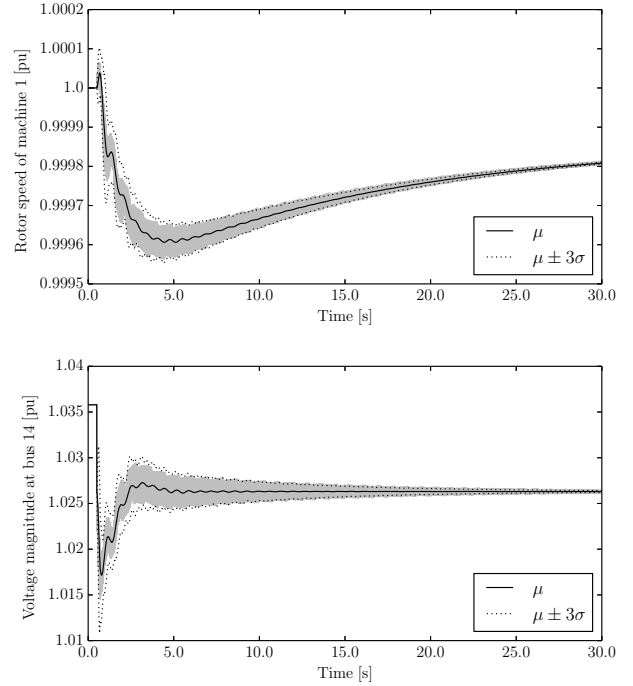 Rotor speed of machine 1 [pu]
1.0002
1.0001
1.0
0.9999
0.9998
0.9997
0.9996
0.9995
μ
μ ± 3σ
0.0 5.0 10.0 15.0 20.0 25.0 30.0
Time [s]
Voltage magnitude at bus 14 [pu]
1.04
1.035
1.03
1.025
1.02
1.015
1.01
μ
μ ± 3σ
0.0 5.0 10.0 15.0 20.0 25.0 30.0
Time [s]